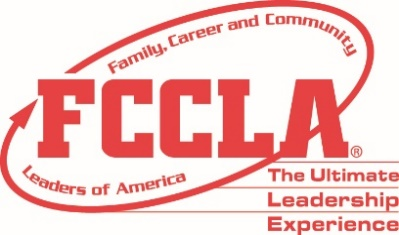 Family, Career and Community
FCCLA®
Leaders of America
The Ultimate
Leadership
Experience